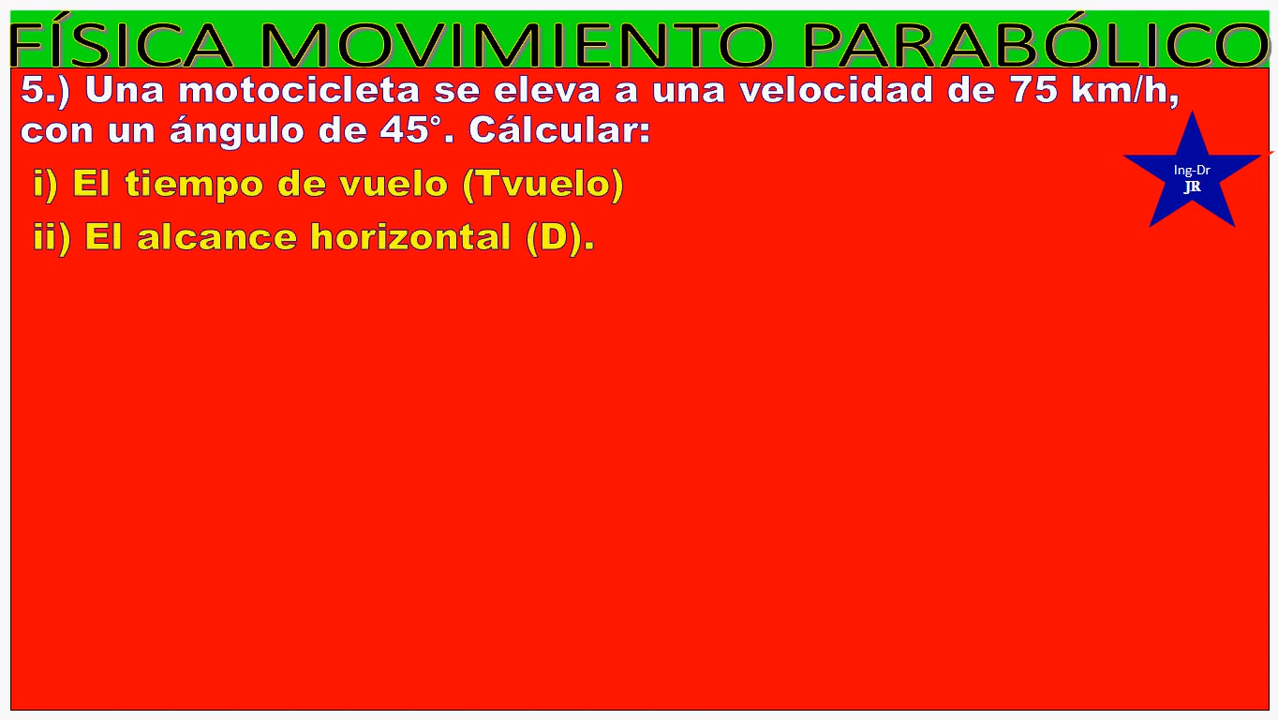 FÍSICA MOVIMIENTO PARABÓLICO
5.) Una motocicleta se eleva a una velocidad de 75 km/h,
con un ángulo de 45°. Cálcular:
i) El tiempo de vuelo (Tvuelo)
ii) El alcance horizontal (D).
Ing-Dr
JR